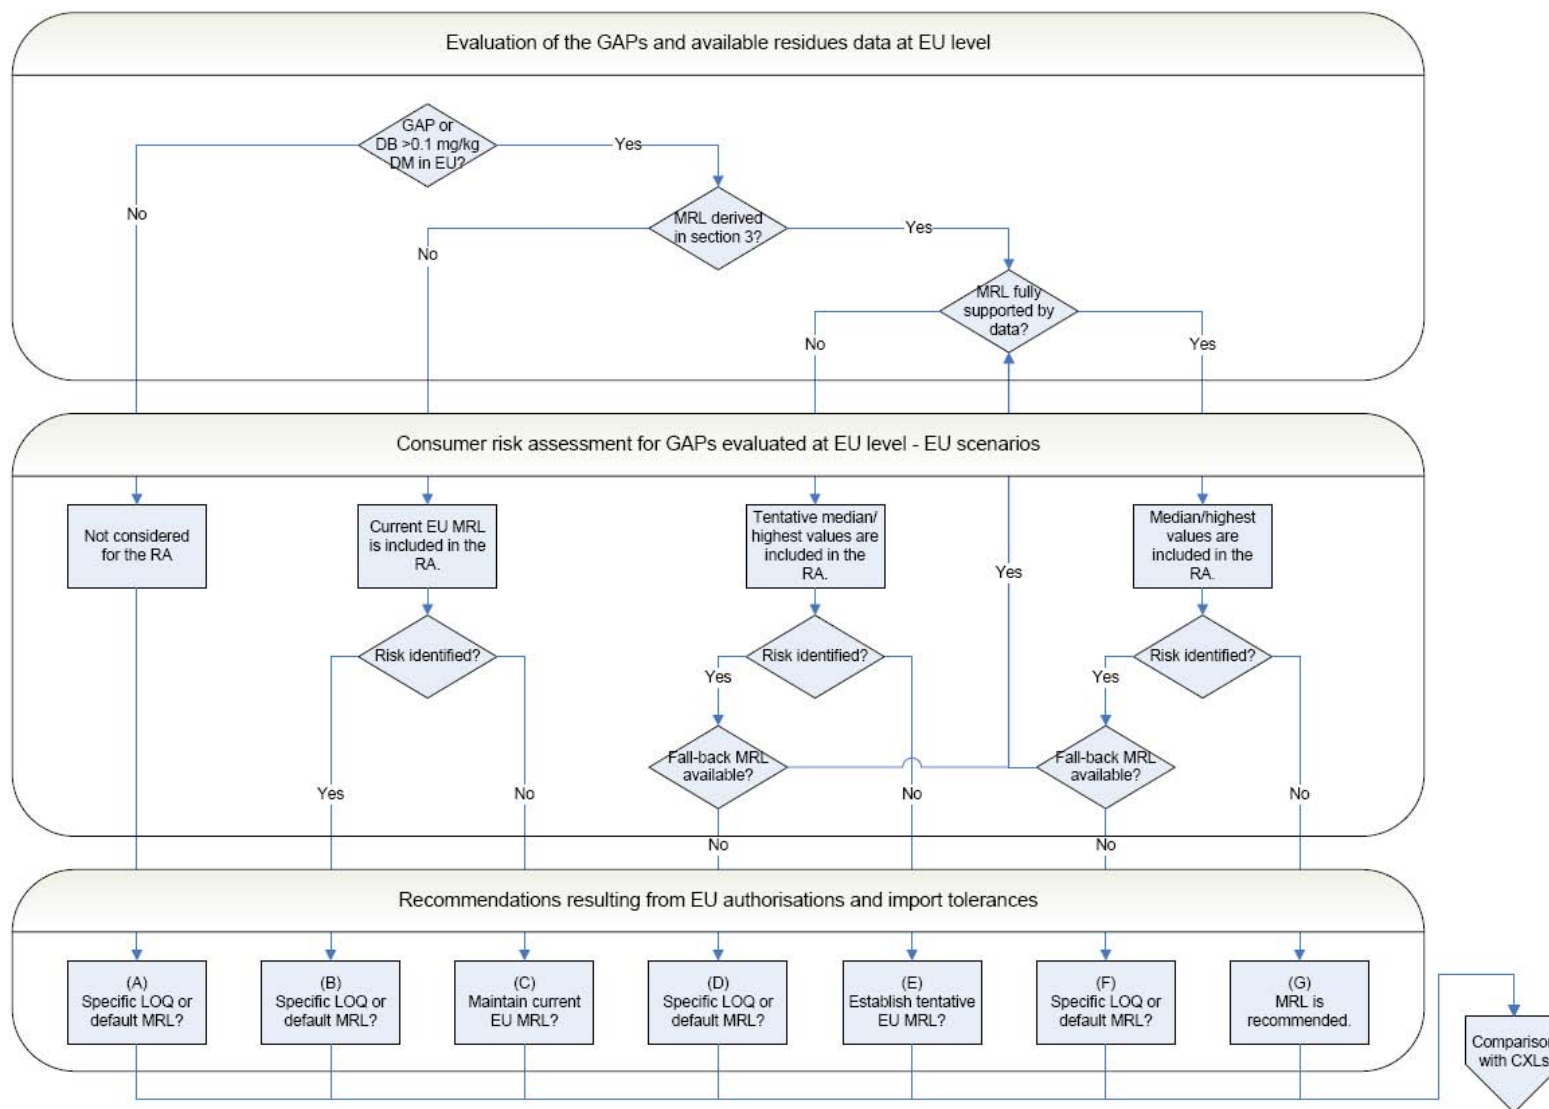 Evaluation of the GAPs and available residues data at EU level
GAP or
DB >0.1 mg/kg
DM in EU?
Yes
No
MRL derived
in section 3?
Yes
No
MRL fully
supported by
data?
No
Yes
Consumer risk assessment for GAPs evaluated at EU level - EU scenarios
Not considered
for the RA
Current EU MRL
is included in the
RA.
Tentative median/
highest values are
included in the
RA.
Median/highest
values are
included in the
RA.
Yes
Risk identified?
Risk identified?
Risk identified?
Yes
Yes
Fall-back MRL
available?
Fall-back MRL
available?
Yes
No
No
No
No
No
Recommendations resulting from EU authorisations and import tolerances
(A)
Specific LOQ or
default MRL?
(B)
Specific LOQ or
default MRL?
(C)
Maintain current
EU MRL?
(D)
Specific LOQ or
default MRL?
(E)
Establish tentative
EU MRL?
(F)
Specific LOQ or
default MRL?
(G)
MRL is
recommended.
Comparison
with CXLs